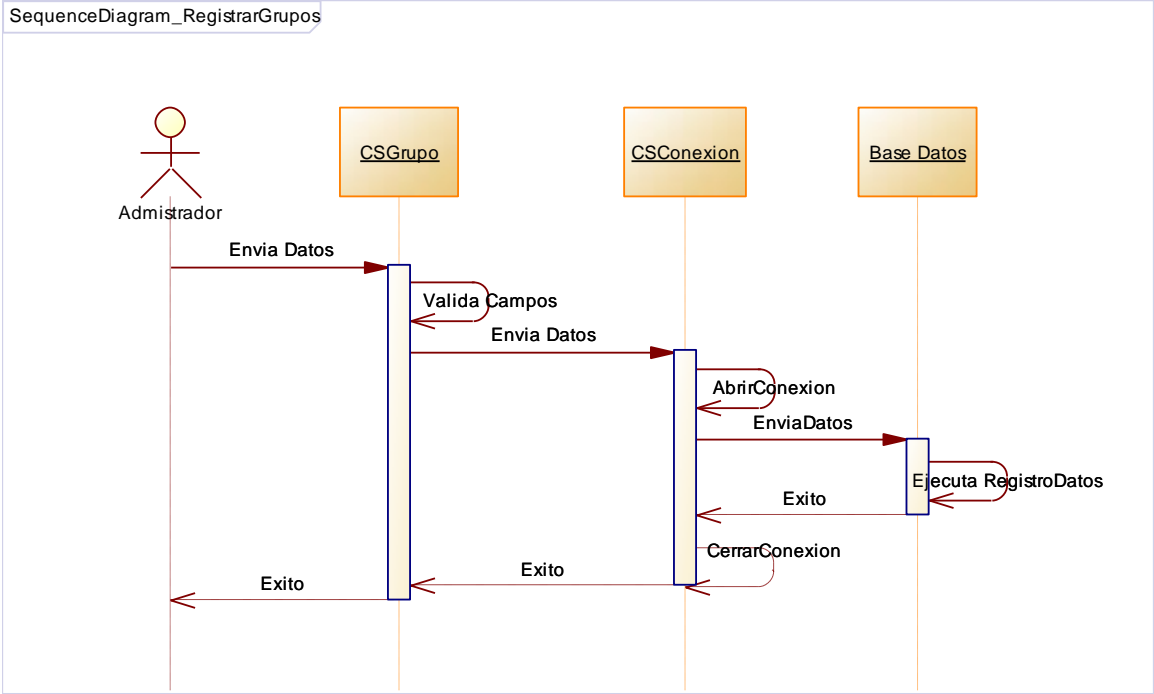 SequenceDiagram_RegistrarGrupos
CSGrupo
CSConexion
Base Datos
Admistrador
Envia Datos
Valida Campos
Envia Datos
AbrirConexion
EnviaDatos
Ejecuta RegistroDatos
Exito
CerrarConexion
Exito
Exito